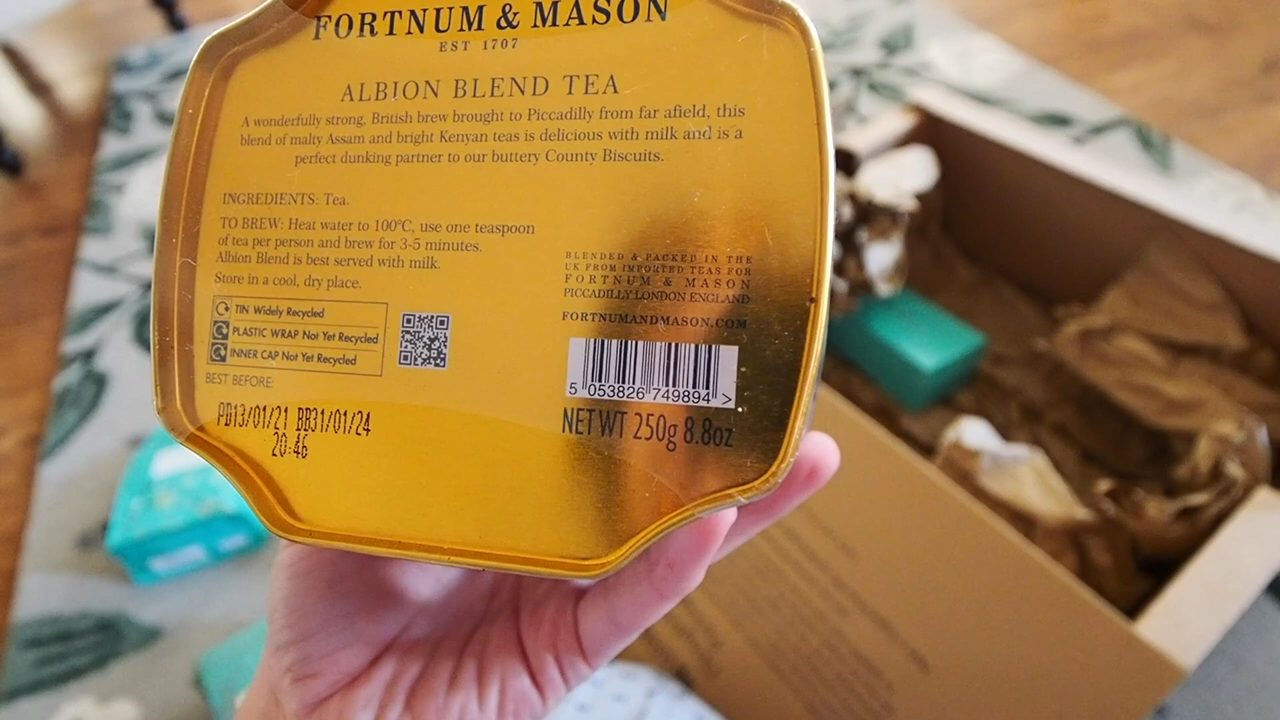 FORTNUM & MASON
EST 1707
ALBION BLEND TEA
A wonderfully strong, British brew brought to Piccadilly from far afield, this
blend of malty Assam and bright Kenyan teas is delicious with milk and is a
perfect dunking partner to our buttery County Biscuits.
INGREDIENTS: Tea.
TO BREW: Heat water to 100°C, use one teaspoon
of tea per person and brew for 3-5 minutes.
Albion Blend is best served with milk.
Store in a cool, dry place.
TIN Widely Recycled
PLASTIC WRAP Not Yet Recycled
INNER CAP Not Yet Recycled
BEST BEFORE:
PD13/01/21 BB31/01/24
20:46
BLENDED & PACKED IN THE
UK FROM IMPORTED TEAS FOR
FORTNUM & MASON
PICCADILLY LONDON ENGLAND
FORTNUMANDMASON.COM
5 053826 749894 >
NET WT 250g 8.8oz